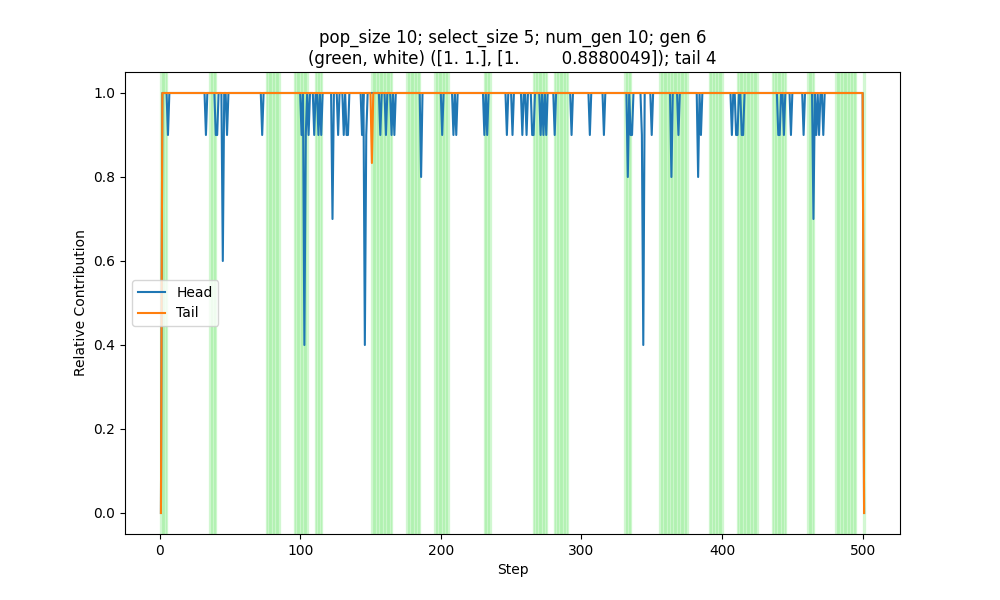 pop_size 10; select_size 5; num_gen 10; gen 6
(green, white) ([1. 1.], [1.        0.8880049]); tail 4
1.0
0.8
0.6
0.4
0.2
0.0
Relative Contribution
Head
Tail
0 100 200 300 400 500
Step